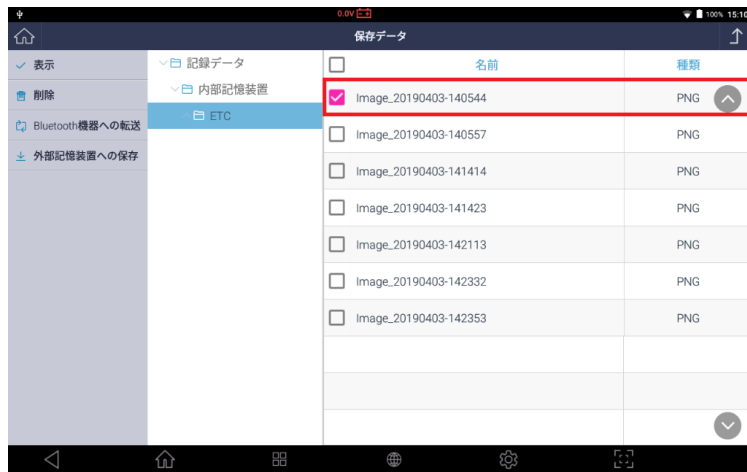 0.0V
100% 15:10
保存データ
表示
削除
Bluetooth機器への転送
外部記憶装置への保存
記録データ
内部記憶装置
ETC
名前 種類
Image_20190403-140544 PNG
Image_20190403-140557 PNG
Image_20190403-141414 PNG
Image_20190403-141423 PNG
Image_20190403-142113 PNG
Image_20190403-142332 PNG
Image_20190403-142353 PNG